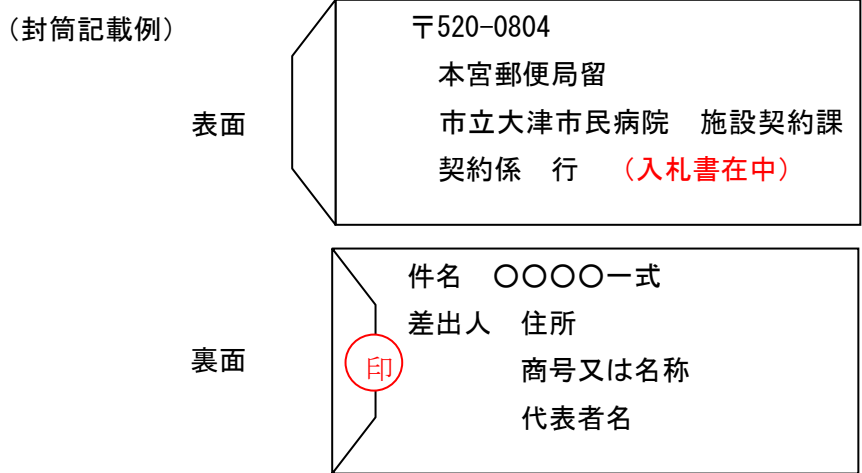 (封筒記載例)
表面
〒520-0804
本宮郵便局留
市立大津市民病院　施設契約課
契約係　行　(入札書在中)
裏面
印
件名　〇〇〇〇一式
差出人　住所
商号又は名称
代表者名